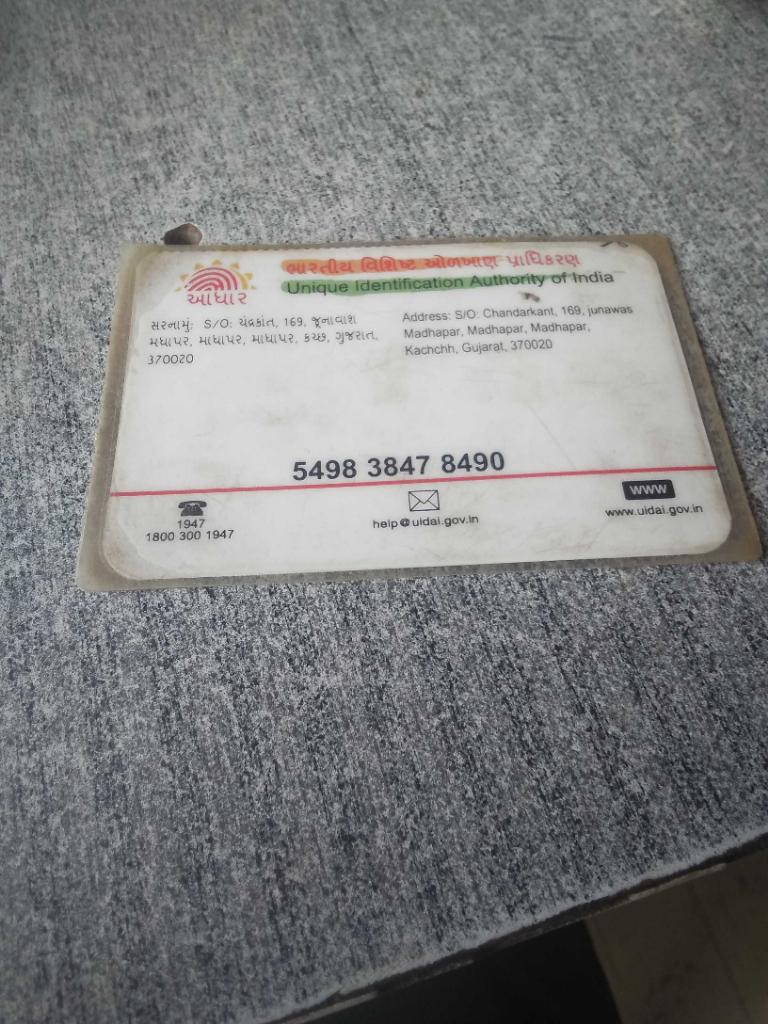 ભારતીય વિશિષ્ટ ઓળખાણ પ્રાધિકરણ
Unique Identification Authority of India
આધાર
સરનામું: S/O: ચંદ્રકાંત, 169, જૂનાવાશ
મધાપર, માધાપર, માધાપર, કચ્છ, ગુજરાત,
370020
Address: S/O: Chandarkant, 169, junawas
Madhapar, Madhapar, Madhapar,
Kachchh, Gujarat, 370020
5498 3847 8490
1947
1800 300 1947
help@uidai.gov.in
WWW
www.uidai.gov.in